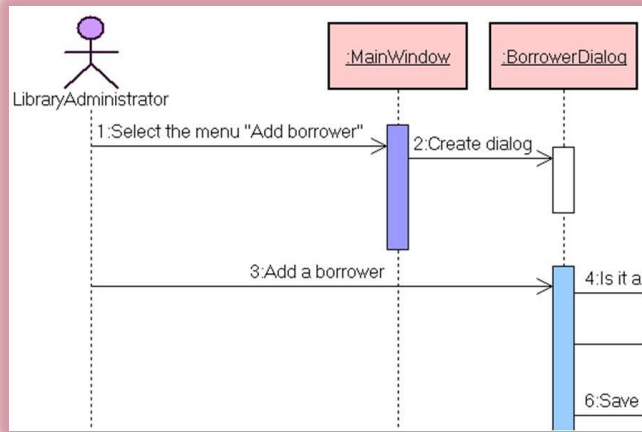 :MainWindow
:BorrowerDialog
LibraryAdministrator
1:Select the menu "Add borrower"
2:Create dialog
3:Add a borrower
4:Is it a
6:Save